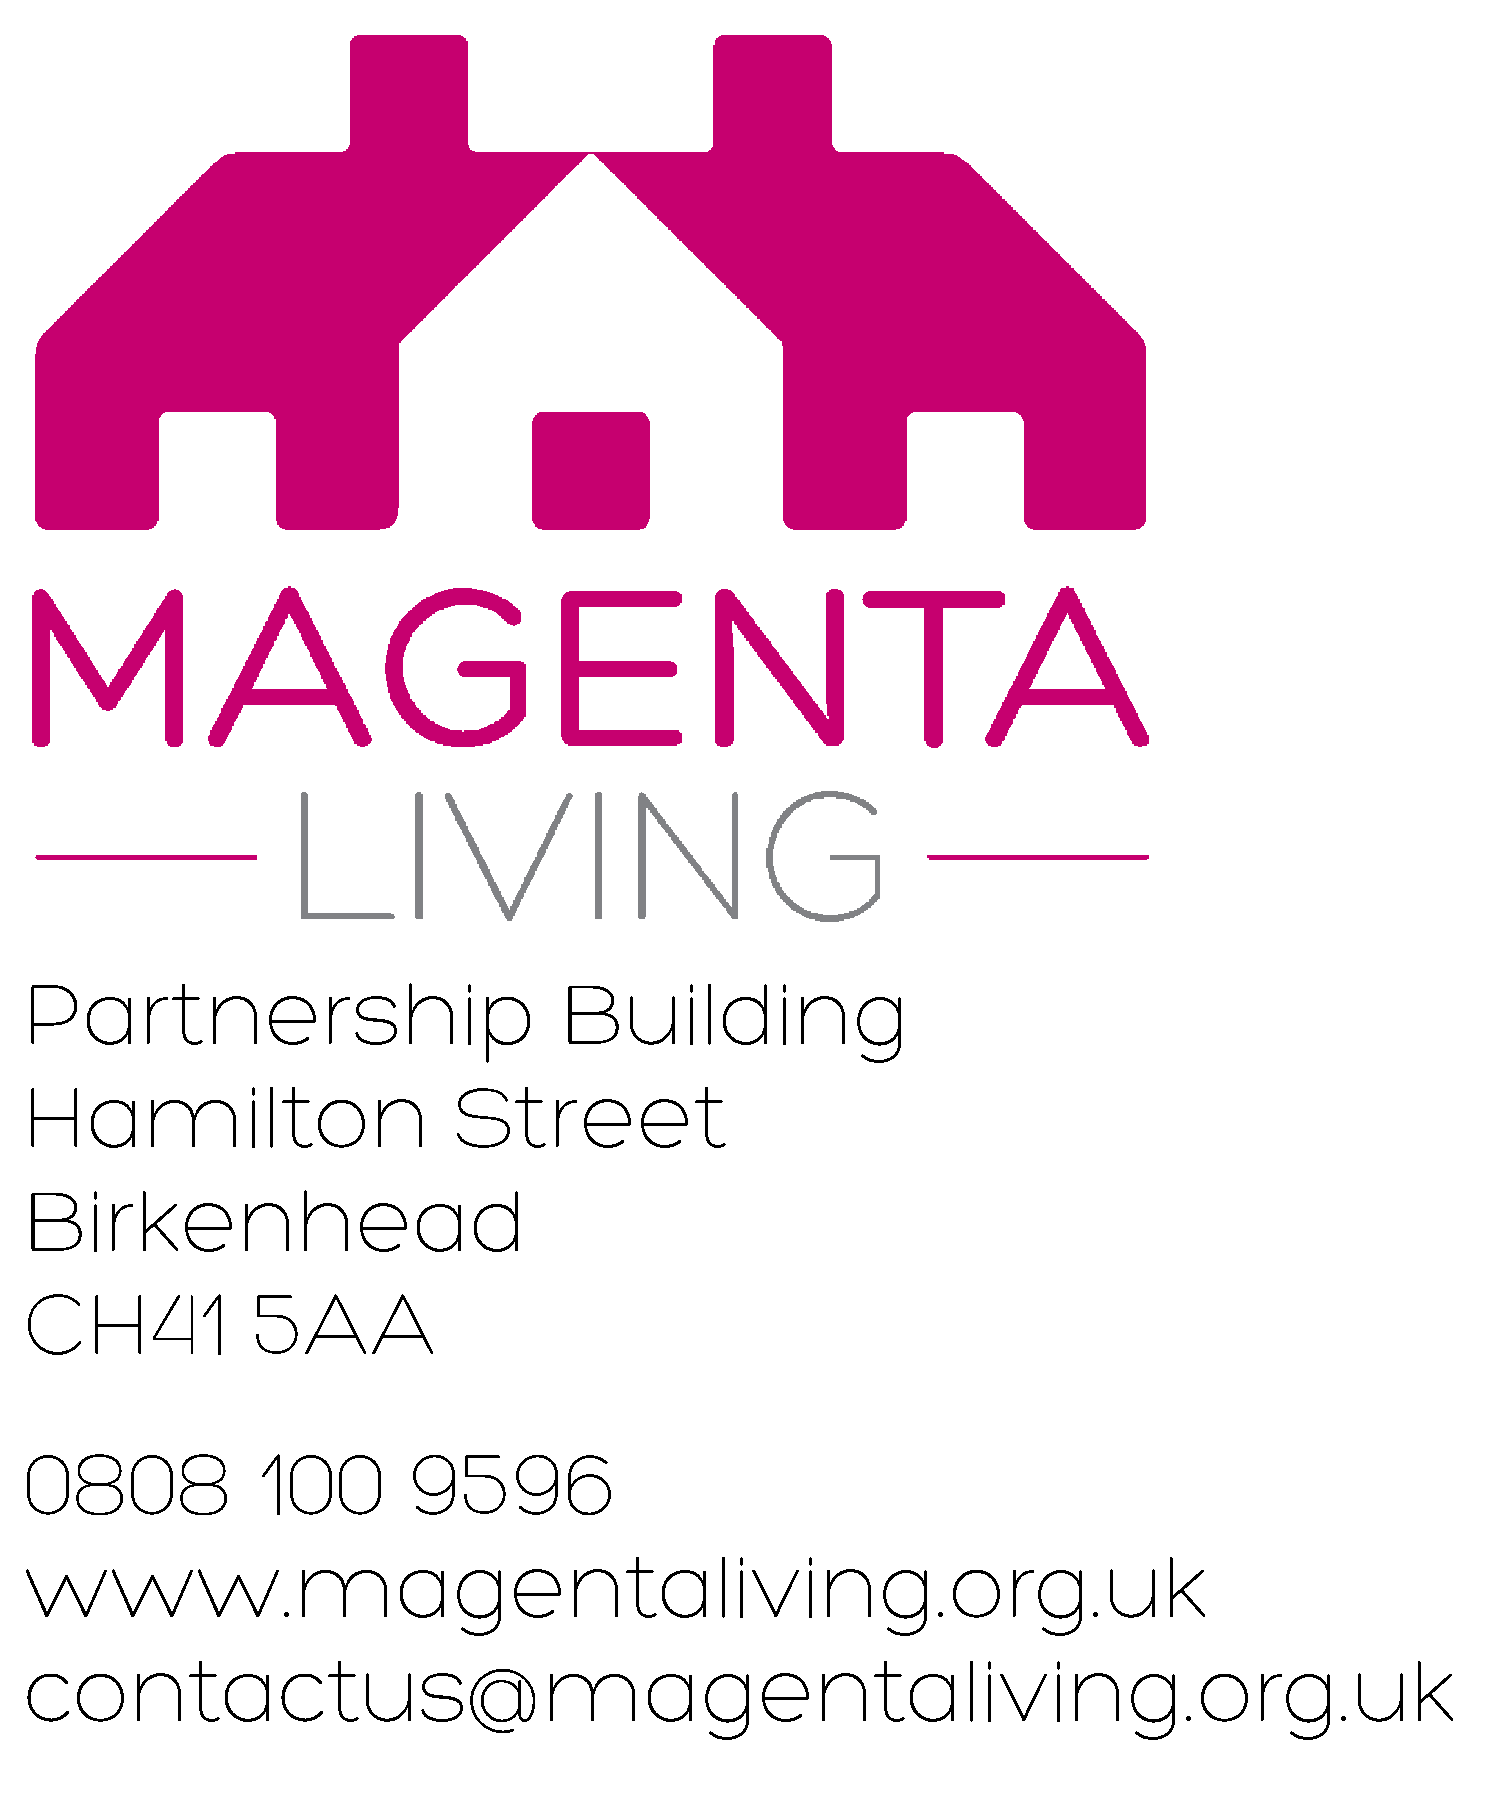 MAGENTA
LIVING
Partnership Building
Hamilton Street
Birkenhead
CH41 5AA
0808 100 9596
www.magentaliving.org.uk
contactus@magentaliving.org.uk